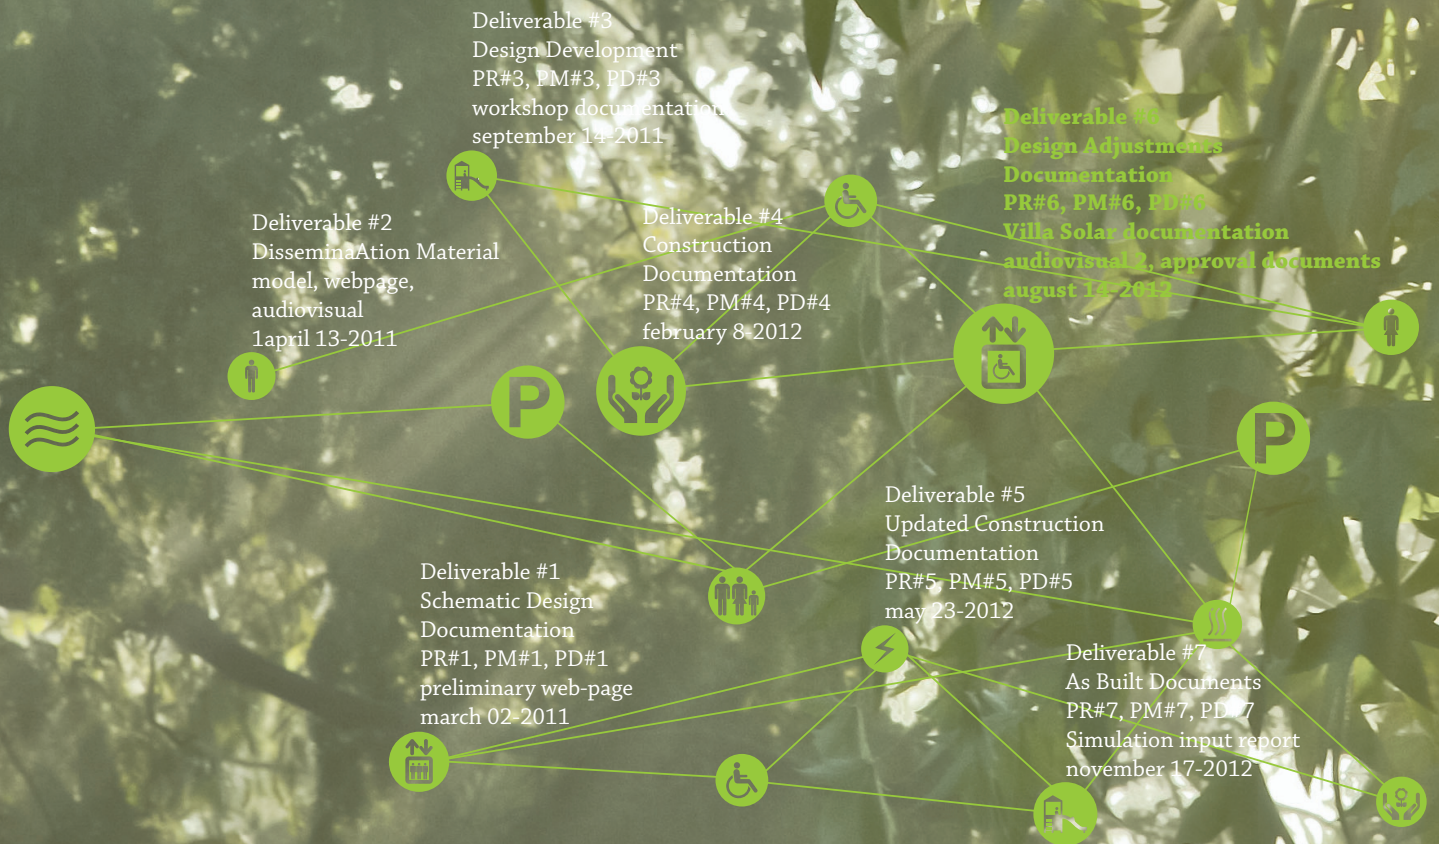 Deliverable #3
Design Development
PR#3, PM#3, PD#3
workshop documentation
september 14-2011
Deliverable #6
Design Adjustments
Documentation
PR#6, PM#6, PD#6
Villa Solar documentation
audiovisual 2, approval documents
august 14-2012
Deliverable #2
DisseminaAtion Material
model, webpage,
audiovisual
1april 13-2011
Deliverable #4
Construction
Documentation
PR#4, PM#4, PD#4
february 8-2012
P
P
Deliverable #5
Updated Construction
Documentation
PR#5, PM#5, PD#5
may 23-2012
Deliverable #1
Schematic Design
Documentation
PR#1, PM#1, PD#1
preliminary web-page
march 02-2011
Deliverable #7
As Built Documents
PR#7, PM#7, PD#7
Simulation input report
november 17-2012